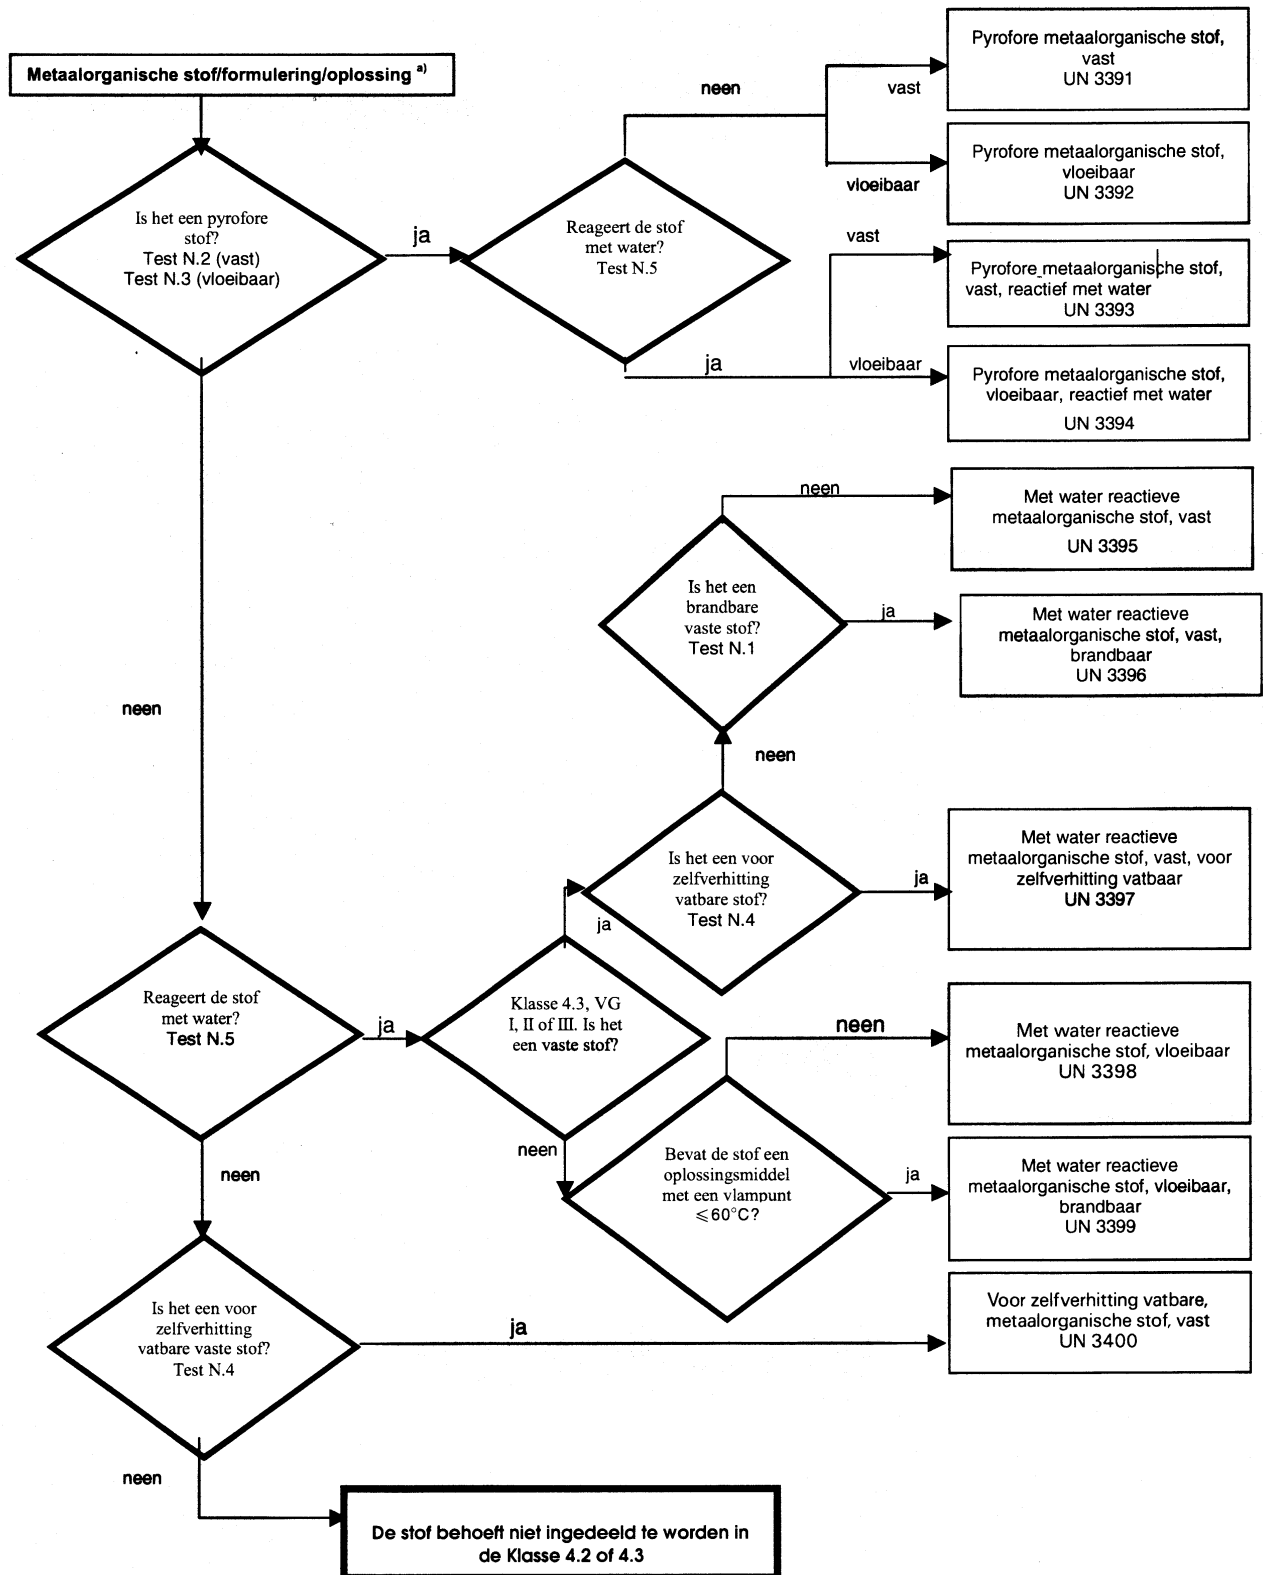 Metaalorganische stof/formulering/oplossing a)
Is het een pyrofore
stof?
Test N.2 (vast)
Test N.3 (vloeibaar)
ja
Reageert de stof
met water?
Test N.5
neen
vast
Pyrofore metaalorganische stof,
vast
UN 3391
vloeibaar
Pyrofore metaalorganische stof,
vloeibaar
UN 3392
ja
vast
Pyrofore metaalorganische stof,
vast, reactief met water
UN 3393
vloeibaar
Pyrofore metaalorganische stof,
vloeibaar, reactief met water
UN 3394
neen
Met water reactieve
metaalorganische stof, vast
UN 3395
Is het een
brandbare
vaste stof?
Test N.1
ja
Met water reactieve
metaalorganische stof, vast,
brandbaar
UN 3396
neen
neen
Is het een voor
zelfverhitting
vatbare stof?
Test N.4
ja
Met water reactieve
metaalorganische stof, vast, voor
zelfverhitting vatbaar
UN 3397
ja
Reageert de stof
met water?
Test N.5
ja
Klasse 4.3, VG
I, II of III. Is het
een vaste stof?
neen
Met water reactieve
metaalorganische stof, vloeibaar
UN 3398
neen
Bevat de stof een
oplossingsmiddel
met een vlampunt
≤60°C?
ja
Met water reactieve
metaalorganische stof, vloeibaar,
brandbaar
UN 3399
neen
Is het een voor
zelfverhitting
vatbare vaste stof?
Test N.4
ja
Voor zelfverhitting vatbare,
metaalorganische stof, vast
UN 3400
neen
De stof behoeft niet ingedeeld te worden in
de Klasse 4.2 of 4.3